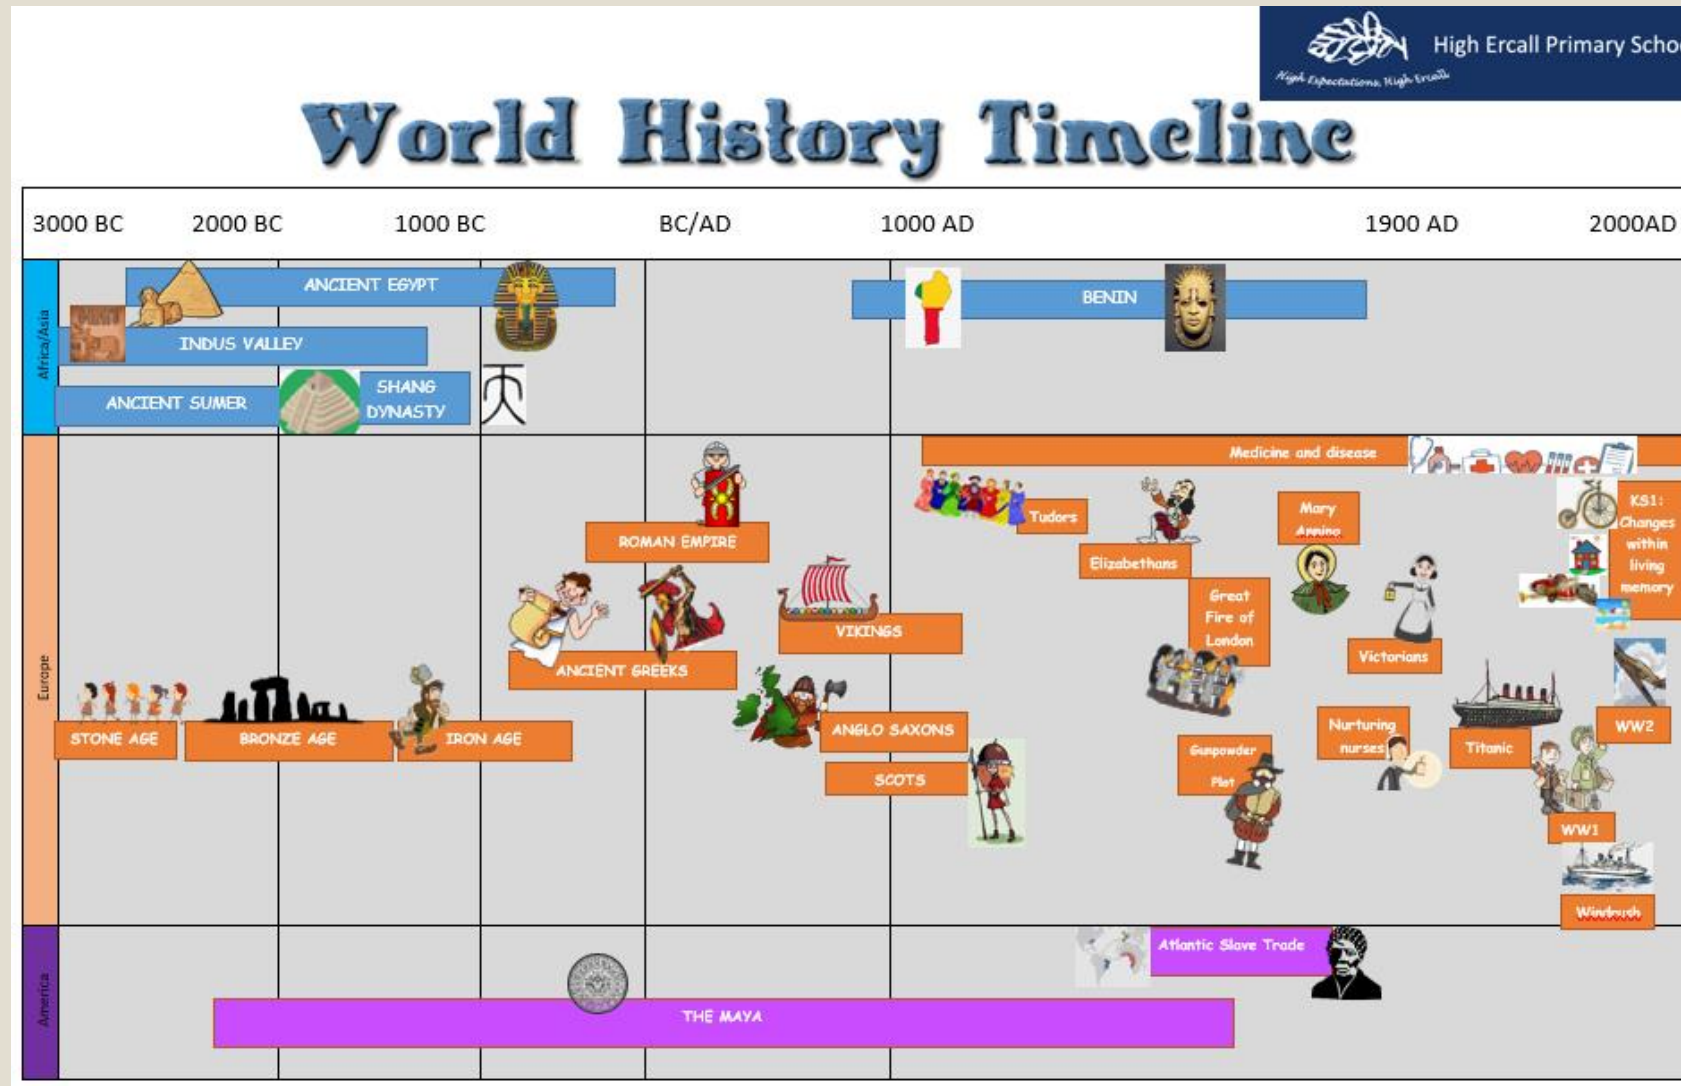 High Ercall Primary Schoo
High Expectations, High Ercall
World History Timeline
3000 BC 2000 BC 1000 BC BC/AD 1000 AD 1900 AD 2000AD
Africa/Asia
ANCIENT EGYPT
BENIN
INDUS VALLEY
ANCIENT SUMER
SHANG
DYNASTY
Europe
Medicine and disease
Tudors
Mary
Anning
KS1:
Changes
within
living
memory
ROMAN EMPIRE
Elizabethans
Great
Fire of
London
VIKINGS
Victorians
ANCIENT GREEKS
STONE AGE
BRONZE AGE
IRON AGE
ANGLO SAXONS
SCOTS
Gunpowder
Plot
Nurturing
nurses
Titanic
WW2
WW1
Windrush
America
Atlantic Slave Trade
THE MAYA